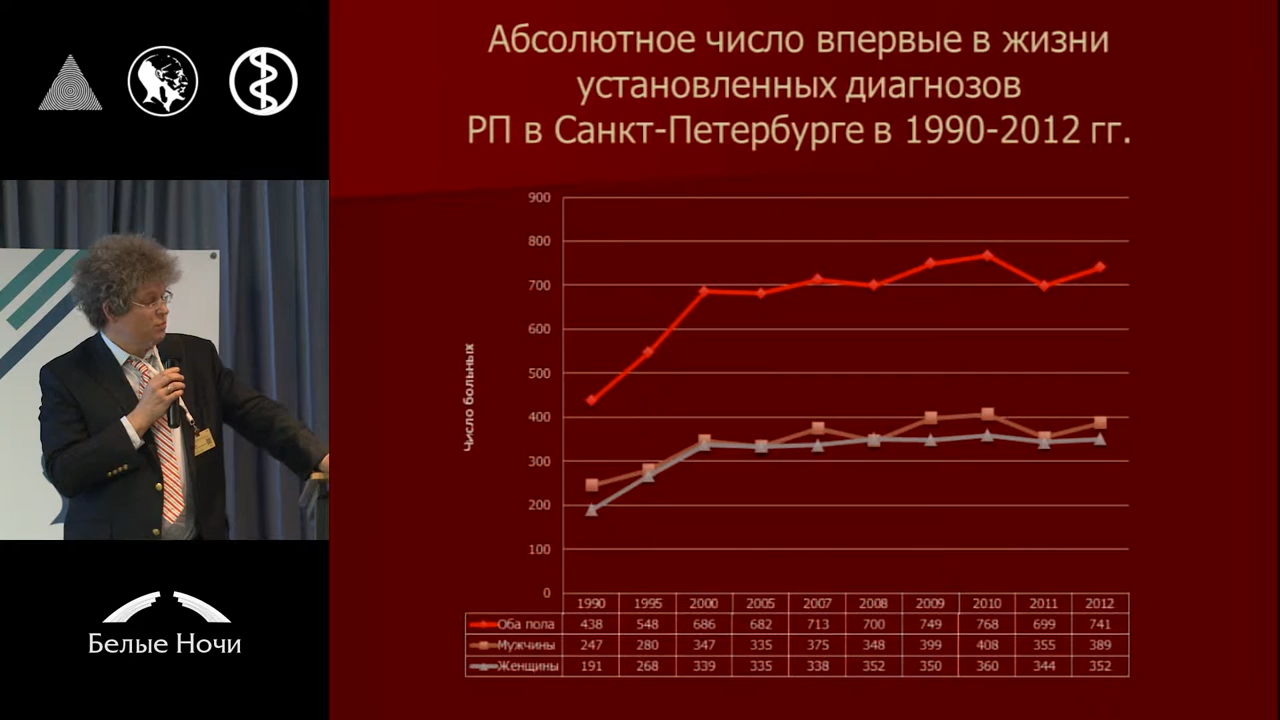 Абсолютное число впервые в жизни
установленных диагнозов
РП в Санкт-Петербурге в 1990-2012 гг.
900
800
700
600
500
400
300
200
100
0
Число больных
1990 1995 2000 2005 2007 2008 2009 2010 2011 2012
Оба пола 438 548 686 682 713 700 749 768 699 741
Мужчины 247 280 347 335 375 348 399 408 355 389
Женщины 191 268 339 335 338 352 350 360 344 352
Белые Ночи